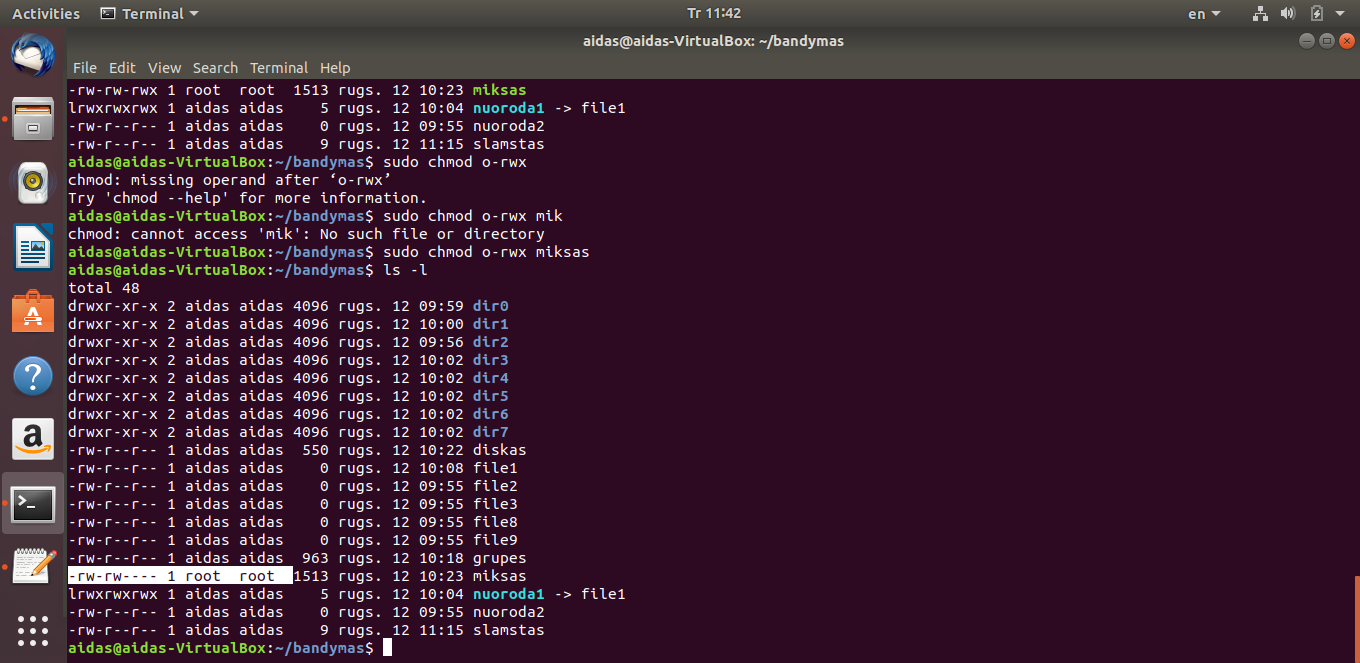 Activities Terminal Tr 11:42 en
aidas@aidas-VirtualBox: ~/bandymas
File Edit View Search Terminal Help
-rw-rw-rwx 1 root  root  1513 rugs. 12 10:23 miksas
lrwxrwxrwx 1 aidas aidas    5 rugs. 12 10:04 nuoroda1 -> file1
-rw-r--r-- 1 aidas aidas    0 rugs. 12 09:55 nuoroda2
-rw-r--r-- 1 aidas aidas    9 rugs. 12 11:15 slamstas
aidas@aidas-VirtualBox:~/bandymas$ sudo chmod o-rwx
chmod: missing operand after ‘o-rwx’
Try 'chmod --help' for more information.
aidas@aidas-VirtualBox:~/bandymas$ sudo chmod o-rwx mik
chmod: cannot access 'mik': No such file or directory
aidas@aidas-VirtualBox:~/bandymas$ sudo chmod o-rwx miksas
aidas@aidas-VirtualBox:~/bandymas$ ls -l
total 48
drwxr-xr-x 2 aidas aidas 4096 rugs. 12 09:59 dir0
drwxr-xr-x 2 aidas aidas 4096 rugs. 12 10:00 dir1
drwxr-xr-x 2 aidas aidas 4096 rugs. 12 09:56 dir2
drwxr-xr-x 2 aidas aidas 4096 rugs. 12 10:02 dir3
drwxr-xr-x 2 aidas aidas 4096 rugs. 12 10:02 dir4
drwxr-xr-x 2 aidas aidas 4096 rugs. 12 10:02 dir5
drwxr-xr-x 2 aidas aidas 4096 rugs. 12 10:02 dir6
drwxr-xr-x 2 aidas aidas 4096 rugs. 12 10:02 dir7
-rw-r--r-- 1 aidas aidas  550 rugs. 12 10:22 diskas
-rw-r--r-- 1 aidas aidas    0 rugs. 12 10:08 file1
-rw-r--r-- 1 aidas aidas    0 rugs. 12 09:55 file2
-rw-r--r-- 1 aidas aidas    0 rugs. 12 09:55 file3
-rw-r--r-- 1 aidas aidas    0 rugs. 12 09:55 file8
-rw-r--r-- 1 aidas aidas    0 rugs. 12 09:55 file9
-rw-r--r-- 1 aidas aidas  963 rugs. 12 10:18 grupes
-rw-rw---- 1 root  root  1513 rugs. 12 10:23 miksas
lrwxrwxrwx 1 aidas aidas    5 rugs. 12 10:04 nuoroda1 -> file1
-rw-r--r-- 1 aidas aidas    0 rugs. 12 09:55 nuoroda2
-rw-r--r-- 1 aidas aidas    9 rugs. 12 11:15 slamstas
aidas@aidas-VirtualBox:~/bandymas$